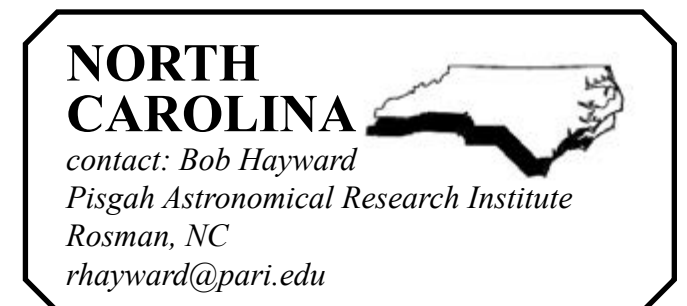 NORTH
CAROLINA
contact: Bob Hayward
Pisgah Astronomical Research Institute
Rosman, NC
rhayward@pari.edu